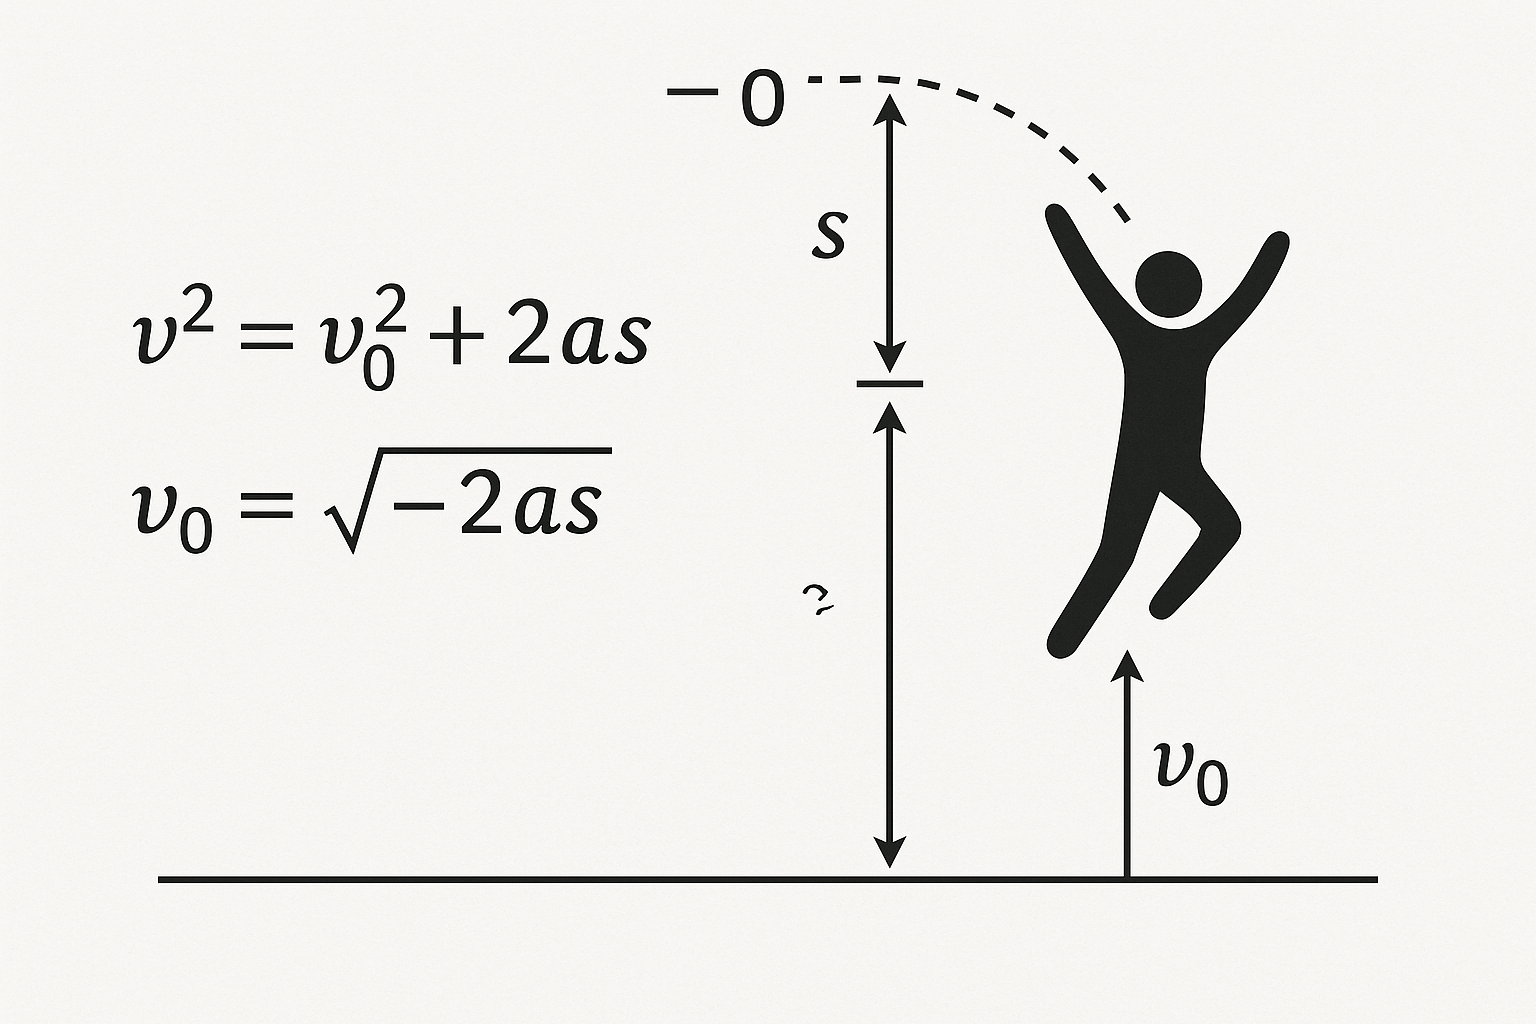 − 0
s
v² = v₀² + 2as
v₀ = √−2as
v₀